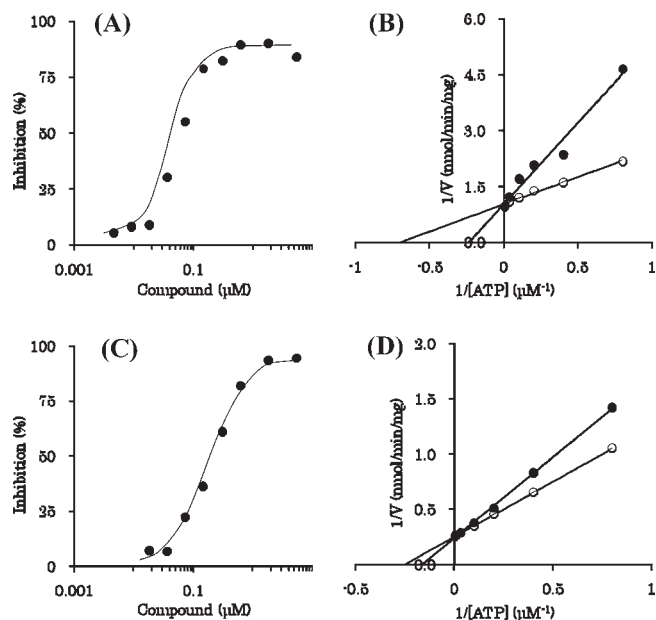 (A)
100
75
50
25
0
Inhibition (%)
0.001
0.1
Compound (µM)
(B)
6.0
4.5
3.0
1.5
0.0
1/V (nmol/min/mg)
-1
-0.5
0
0.5
1
1/[ATP] (µM⁻¹)
(C)
100
75
50
25
0
Inhibition (%)
0.001
0.1
Compound (µM)
(D)
2.0
1.5
1.0
0.5
0.0
1/V (nmol/min/mg)
-0.5
0
0.5
1
1/[ATP] (µM⁻¹)